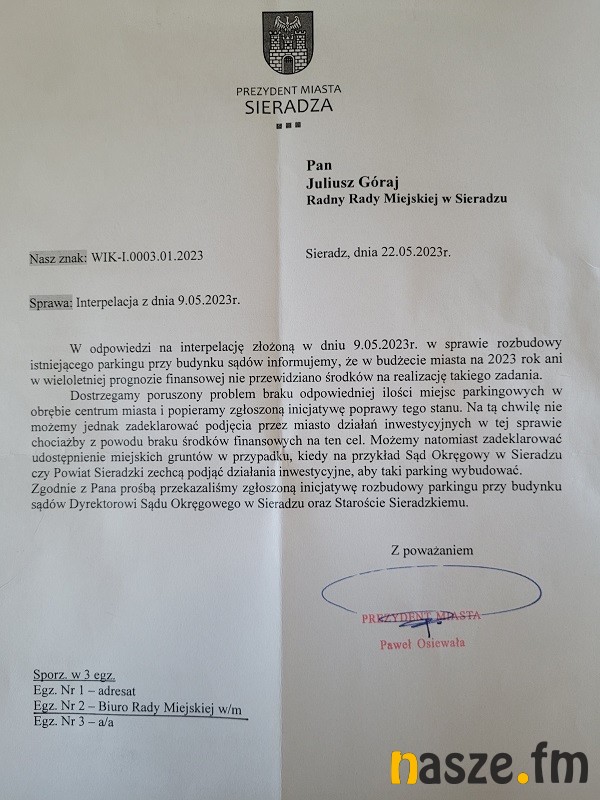 PREZYDENT MIASTA
SIERADZA
Pan
Juliusz Góraj
Radny Rady Miejskiej w Sieradzu
Nasz znak: WIK-I.0003.01.2023
Sieradz, dnia 22.05.2023r.
Sprawa: Interpelacja z dnia 9.05.2023r.
W odpowiedzi na interpelację złożoną w dniu 9.05.2023r. w sprawie rozbudowy
istniejącego parkingu przy budynku sądów informujemy, że w budżecie miasta na 2023 rok ani
w wieloletniej prognozie finansowej nie przewidziano środków na realizację takiego zadania.
Dostrzegamy poruszony problem braku odpowiedniej ilości miejsc parkingowych w
obrębie centrum miasta i popieramy zgłoszoną inicjatywę poprawy tego stanu. Na tą chwilę nie
możemy jednak zadeklarować podjęcia przez miasto działań inwestycyjnych w tej sprawie
chociażby z powodu braku środków finansowych na ten cel. Możemy natomiast zadeklarować
udostępnienie miejskich gruntów w przypadku, kiedy na przykład Sąd Okręgowy w Sieradzu
czy Powiat Sieradzki zechcą podjąć działania inwestycyjne, aby taki parking wybudować.
Zgodnie z Pana prośbą przekazaliśmy zgłoszoną inicjatywę rozbudowy parkingu przy budynku
sądów Dyrektorowi Sądu Okręgowego w Sieradzu oraz Staroście Sieradzkiemu.
Z poważaniem
PREZYDENT MIASTA
Paweł Osiewała
Sporz. w 3 egz.
Egz. Nr 1 – adresat
Egz. Nr 2 – Biuro Rady Miejskiej w/m
Egz. Nr 3 – a/a
nasze.fm